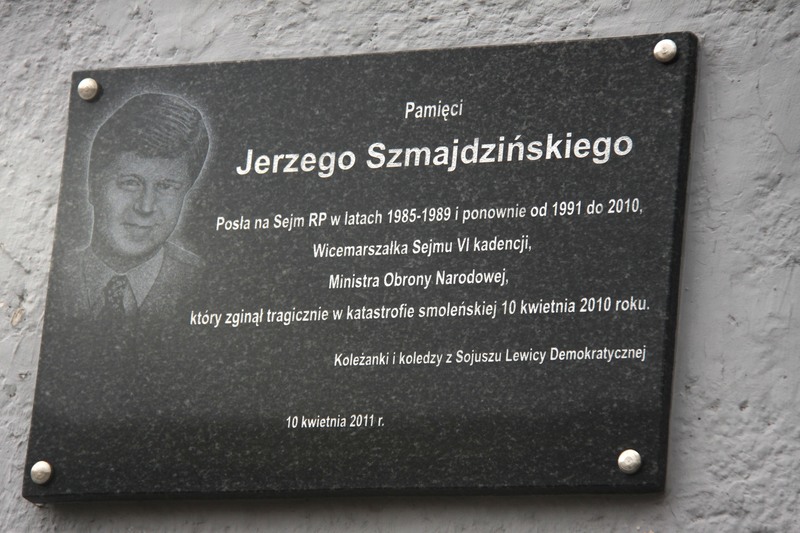 Pamięci
Jerzego Szmajdzińskiego
Posła na Sejm RP w latach 1985-1989 i ponownie od 1991 do 2010,
Wicemarszałka Sejmu VI kadencji,
Ministra Obrony Narodowej,
który zginął tragicznie w katastrofie smoleńskiej 10 kwietnia 2010 roku.
Koleżanki i koledzy z Sojuszu Lewicy Demokratycznej
10 kwietnia 2011 r.